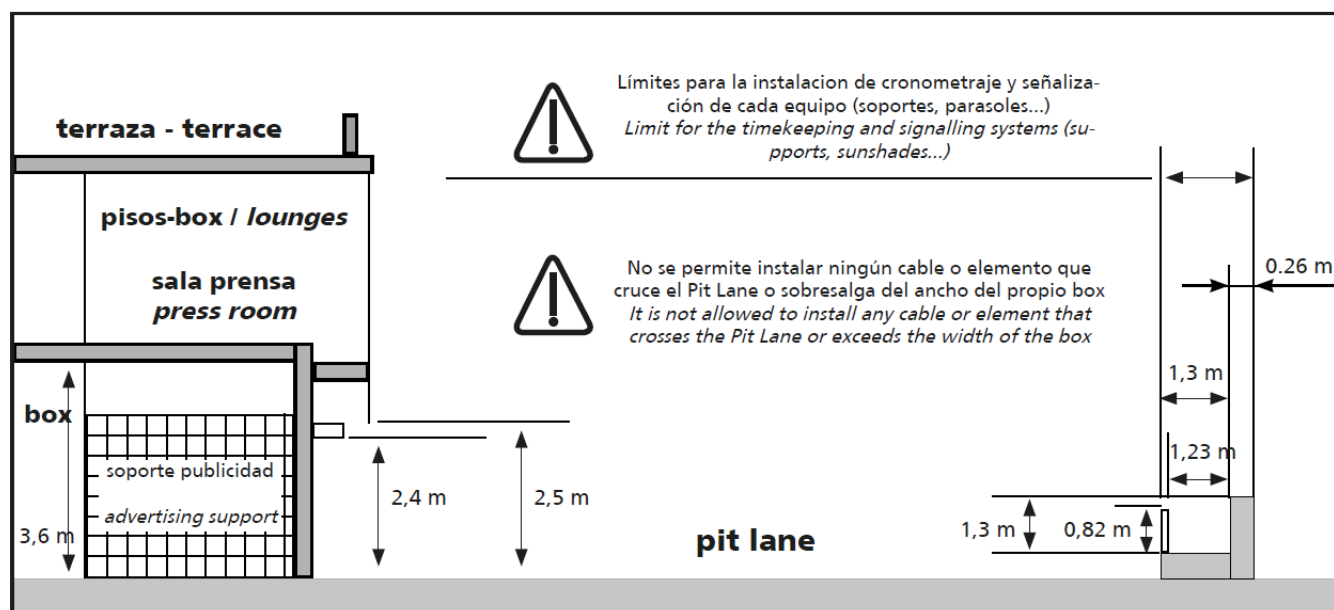 terraza - terrace
Límites para la instalacion de cronometraje y señaliza-
ción de cada equipo (soportes, parasoles...)
Limit for the timekeeping and signalling systems (su-
pports, sunshades...)
pisos-box / lounges
sala prensa
press room
No se permite instalar ningún cable o elemento que
cruce el Pit Lane o sobresalga del ancho del propio box
It is not allowed to install any cable or element that
crosses the Pit Lane or exceeds the width of the box
0.26 m
1,3 m
box
soporte publicidad
advertising support
3,6 m
2,4 m
2,5 m
pit lane
1,23 m
1,3 m
0,82 m